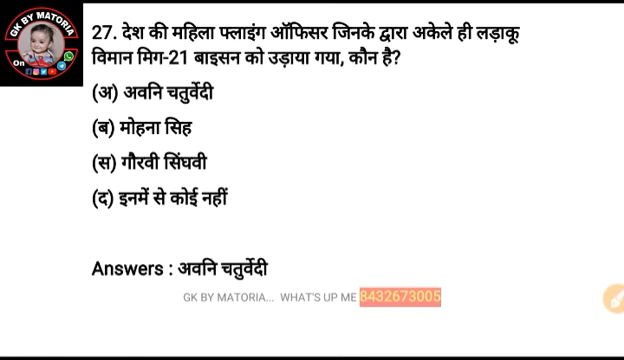 GK BY MATORIA
On
27. देश की महिला फ्लाइंग ऑफिसर जिनके द्वारा अकेले ही लड़ाकू
विमान मिग-21 बाइसन को उड़ाया गया, कौन है?
(अ) अवनि चतुर्वेदी
(ब) मोहना सिह
(स) गौरवी सिंघवी
(द) इनमें से कोई नहीं
Answers : अवनि चतुर्वेदी
GK BY MATORIA... WHAT'S UP ME 8432673005